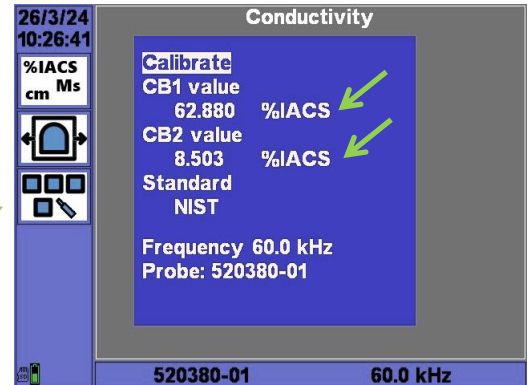 26/3/24
10:26:41
Conductivity
%IACS
cm Ms
Calibrate
CB1 value
62.880 %IACS
CB2 value
8.503 %IACS
Standard
NIST
Frequency 60.0 kHz
Probe: 520380-01
520380-01 60.0 kHz